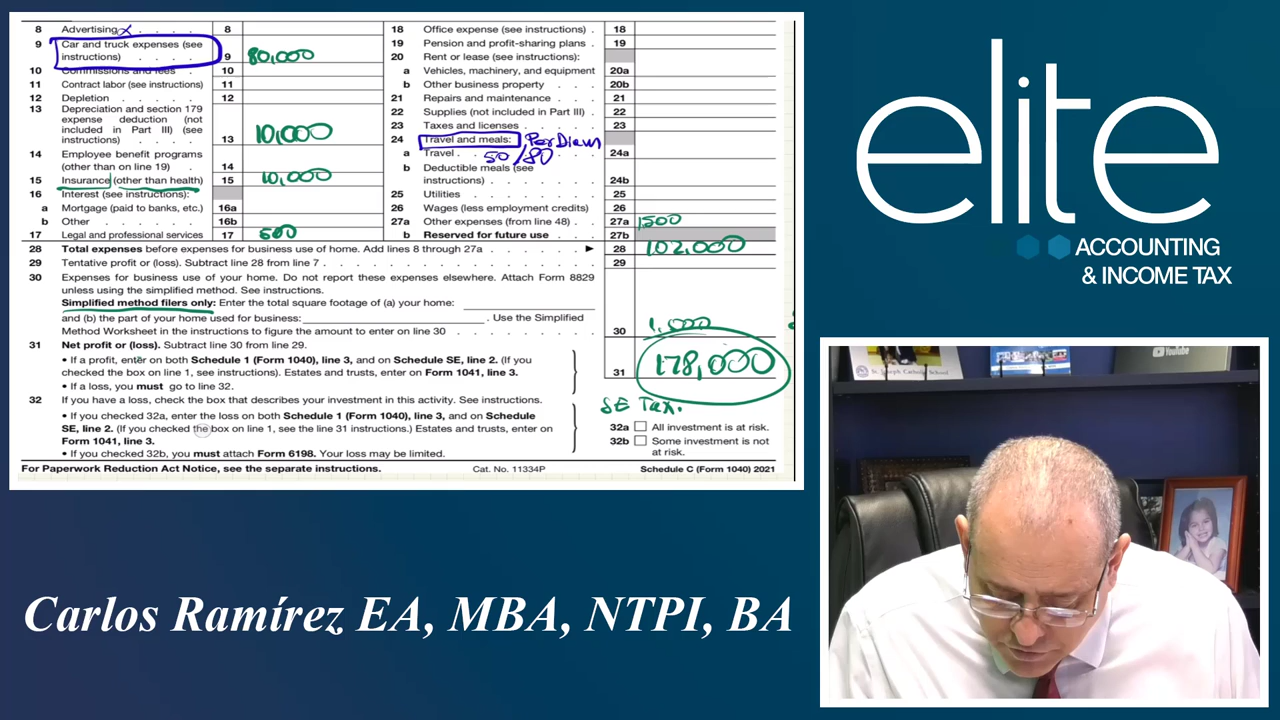 8 Advertising x . . . . 8
9 Car and truck expenses (see
instructions) . . . . 9 80,000
10 Commissions and fees . 10
11 Contract labor (see instructions) 11
12 Depletion . . . . . 12
13 Depreciation and section 179
expense deduction (not
included in Part III) (see
instructions) . . . . 13 10,000
14 Employee benefit programs
(other than on line 19) . . 14
15 Insurance (other than health) 15 10,000
16 Interest (see instructions):
a Mortgage (paid to banks, etc.) 16a
b Other . . . . . . 16b
17 Legal and professional services 17 500
18 Office expense (see instructions) . 18
19 Pension and profit-sharing plans . 19
20 Rent or lease (see instructions):
a Vehicles, machinery, and equipment 20a
b Other business property . . . 20b
21 Repairs and maintenance . . . 21
22 Supplies (not included in Part III) . 22
23 Taxes and licenses . . . . . 23
24 Travel and meals: Per Diem
a Travel . 50/80 24a
b Deductible meals (see
instructions) . . . . . . 24b
25 Utilities . . . . . . . . 25
26 Wages (less employment credits) 26
27a Other expenses (from line 48) . . 27a 1,500
b Reserved for future use . . . 27b
28 Total expenses before expenses for business use of home. Add lines 8 through 27a . . . . . . ▶ 28 102,000
29 Tentative profit or (loss). Subtract line 28 from line 7 . . . . . . . . . . . . . . . . 29
30 Expenses for business use of your home. Do not report these expenses elsewhere. Attach Form 8829
unless using the simplified method. See instructions.
Simplified method filers only: Enter the total square footage of (a) your home:
and (b) the part of your home used for business: . Use the Simplified
Method Worksheet in the instructions to figure the amount to enter on line 30 . . . . . . . . . 30 1,000
31 Net profit or (loss). Subtract line 30 from line 29.
• If a profit, enter on both Schedule 1 (Form 1040), line 3, and on Schedule SE, line 2. (If you
checked the box on line 1, see instructions). Estates and trusts, enter on Form 1041, line 3.
• If a loss, you must go to line 32.
31 178,000
SE Tax.
32 If you have a loss, check the box that describes your investment in this activity. See instructions.
• If you checked 32a, enter the loss on both Schedule 1 (Form 1040), line 3, and on Schedule
SE, line 2. (If you checked the box on line 1, see the line 31 instructions.) Estates and trusts, enter on
Form 1041, line 3.
• If you checked 32b, you must attach Form 6198. Your loss may be limited.
32a All investment is at risk.
32b Some investment is not
at risk.
For Paperwork Reduction Act Notice, see the separate instructions. Cat. No. 11334P Schedule C (Form 1040) 2021
elite
ACCOUNTING
& INCOME TAX
St. Joseph Catholic School
YouTube
Carlos Ramírez EA, MBA, NTPI, BA